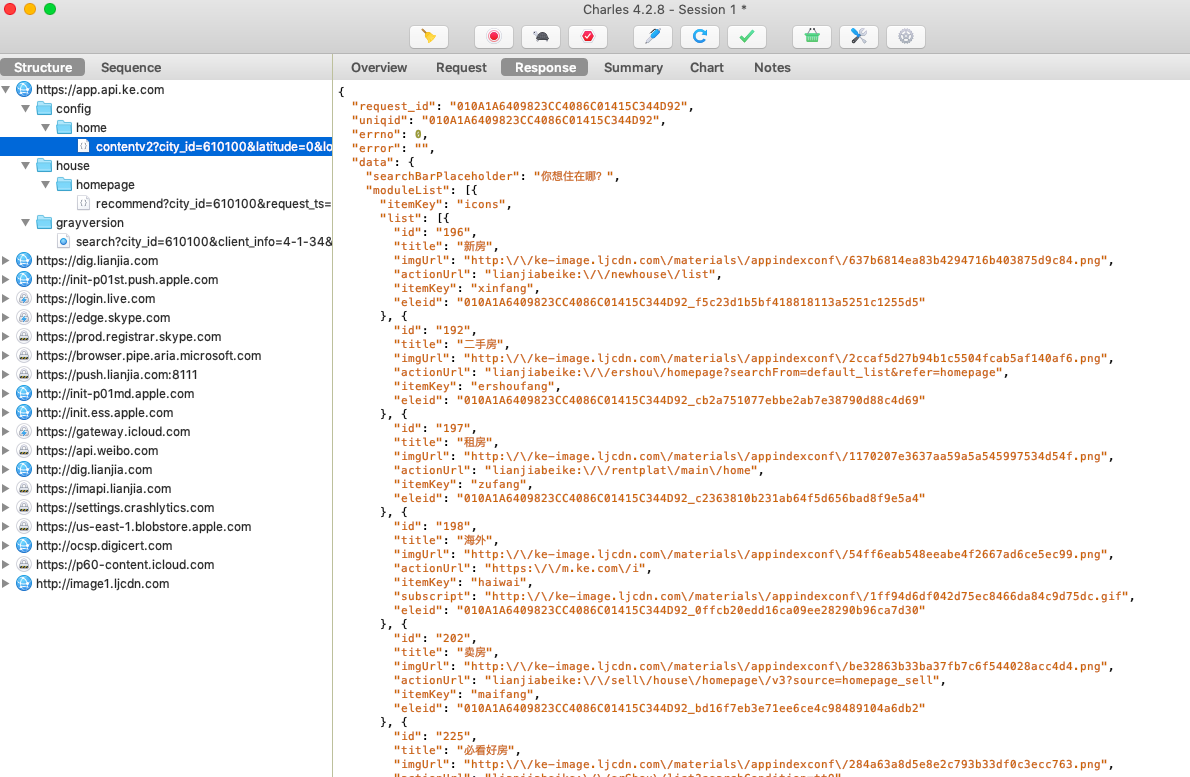 Charles 4.2.8 - Session 1 *
Structure
Sequence
Overview
Request
Response
Summary
Chart
Notes
https://app.api.ke.com
config
home
contentv2?city_id=610100&latitude=0&lo
house
homepage
recommend?city_id=610100&request_ts=
grayversion
search?city_id=610100&client_info=4-1-34&
https://dig.lianjia.com
http://init-p01st.push.apple.com
https://login.live.com
https://edge.skype.com
https://prod.registrar.skype.com
https://browser.pipe.aria.microsoft.com
https://push.lianjia.com:8111
http://init-p01md.apple.com
http://init.ess.apple.com
https://gateway.icloud.com
https://api.weibo.com
http://dig.lianjia.com
https://imapi.lianjia.com
https://settings.crashlytics.com
https://us-east-1.blobstore.apple.com
http://ocsp.digicert.com
https://p60-content.icloud.com
http://image1.ljcdn.com
{
"request_id": "010A1A6409823CC4086C01415C344D92",
"uniqid": "010A1A6409823CC4086C01415C344D92",
"errno": 0,
"error": "",
"data": {
"searchBarPlaceholder": "你想住在哪？",
"moduleList": [{
"itemKey": "icons",
"list": [{
"id": "196",
"title": "新房",
"imgUrl": "http:\/\/ke-image.ljcdn.com\/materials\/appindexconf\/637b6814ea83b4294716b403875d9c84.png",
"actionUrl": "lianjiabeike:\/\/newhouse\/list",
"itemKey": "xinfang",
"eleid": "010A1A6409823CC4086C01415C344D92_f5c23d1b5bf418818113a5251c1255d5"
}, {
"id": "192",
"title": "二手房",
"imgUrl": "http:\/\/ke-image.ljcdn.com\/materials\/appindexconf\/2ccaf5d27b94b1c5504fcab5af140af6.png",
"actionUrl": "lianjiabeike:\/\/ershou\/homepage?searchFrom=default_list&refer=homepage",
"itemKey": "ershoufang",
"eleid": "010A1A6409823CC4086C01415C344D92_cb2a751077ebbe2ab7e38790d88c4d69"
}, {
"id": "197",
"title": "租房",
"imgUrl": "http:\/\/ke-image.ljcdn.com\/materials\/appindexconf\/1170207e3637aa59a5a545997534d54f.png",
"actionUrl": "lianjiabeike:\/\/rentplat\/main\/home",
"itemKey": "zufang",
"eleid": "010A1A6409823CC4086C01415C344D92_c2363810b231ab64f5d656bad8f9e5a4"
}, {
"id": "198",
"title": "海外",
"imgUrl": "http:\/\/ke-image.ljcdn.com\/materials\/appindexconf\/54ff6eab548eeabe4f2667ad6ce5ec99.png",
"actionUrl": "https:\/\/m.ke.com\/i",
"itemKey": "haiwai",
"subscript": "http:\/\/ke-image.ljcdn.com\/materials\/appindexconf\/1ff94d6df042d75ec8466da84c9d75dc.gif",
"eleid": "010A1A6409823CC4086C01415C344D92_0ffcb20edd16ca09ee28290b96ca7d30"
}, {
"id": "202",
"title": "卖房",
"imgUrl": "http:\/\/ke-image.ljcdn.com\/materials\/appindexconf\/be32863b33ba37fb7c6f544028acc4d4.png",
"actionUrl": "lianjiabeike:\/\/sell\/house\/homepage\/v3?source=homepage_sell",
"itemKey": "maifang",
"eleid": "010A1A6409823CC4086C01415C344D92_bd16f7eb3e71ee6ce4c98489104a6db2"
}, {
"id": "225",
"title": "必看好房",
"imgUrl": "http:\/\/ke-image.ljcdn.com\/materials\/appindexconf\/284a63a8d5e8e2c793b33df0c3ecc763.png",